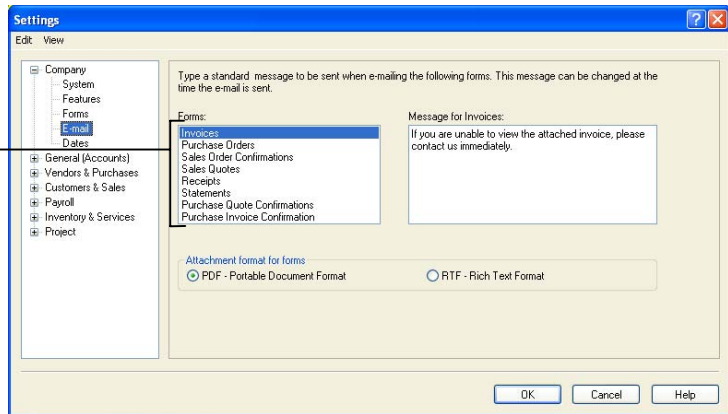 Settings
Edit View
Company
System
Features
Forms
E-mail
Dates
General (Accounts)
Vendors & Purchases
Customers & Sales
Payroll
Inventory & Services
Project
Type a standard message to be sent when e-mailing the following forms. This message can be changed at the
time the e-mail is sent.
Forms:
Invoices
Purchase Orders
Sales Order Confirmations
Sales Quotes
Receipts
Statements
Purchase Quote Confirmations
Purchase Invoice Confirmation
Message for Invoices:
If you are unable to view the attached invoice, please
contact us immediately.
Attachment format for forms
PDF - Portable Document Format
RTF - Rich Text Format
OK Cancel Help